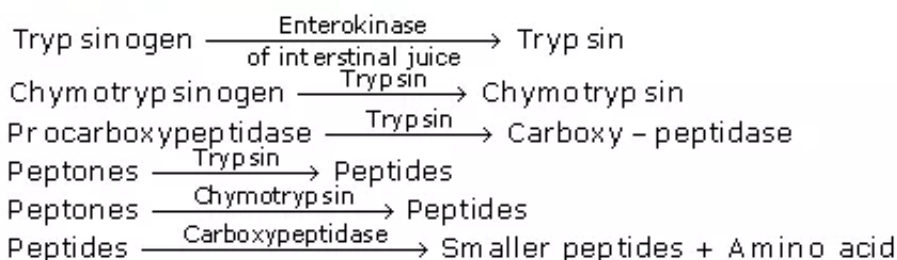 Trypsinogen Enterokinase of interstinal juice → Trypsin
Chymotrypsinogen Trypsin → Chymotrypsin
Procarboxypeptidase Trypsin → Carboxy – peptidase
Peptones Trypsin → Peptides
Peptones Chymotrypsin → Peptides
Peptides Carboxypeptidase → Smaller peptides + Amino acid